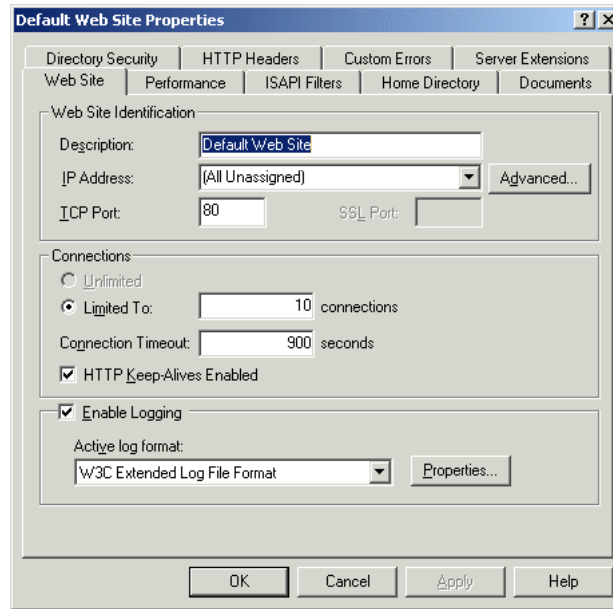 Default Web Site Properties
Directory Security HTTP Headers Custom Errors Server Extensions
Web Site Performance ISAPI Filters Home Directory Documents
Web Site Identification
Description: Default Web Site
IP Address: (All Unassigned) Advanced...
TCP Port: 80 SSL Port:
Connections
Unlimited
Limited To: 10 connections
Connection Timeout: 900 seconds
HTTP Keep-Alives Enabled
Enable Logging
Active log format:
W3C Extended Log File Format Properties...
OK Cancel Apply Help